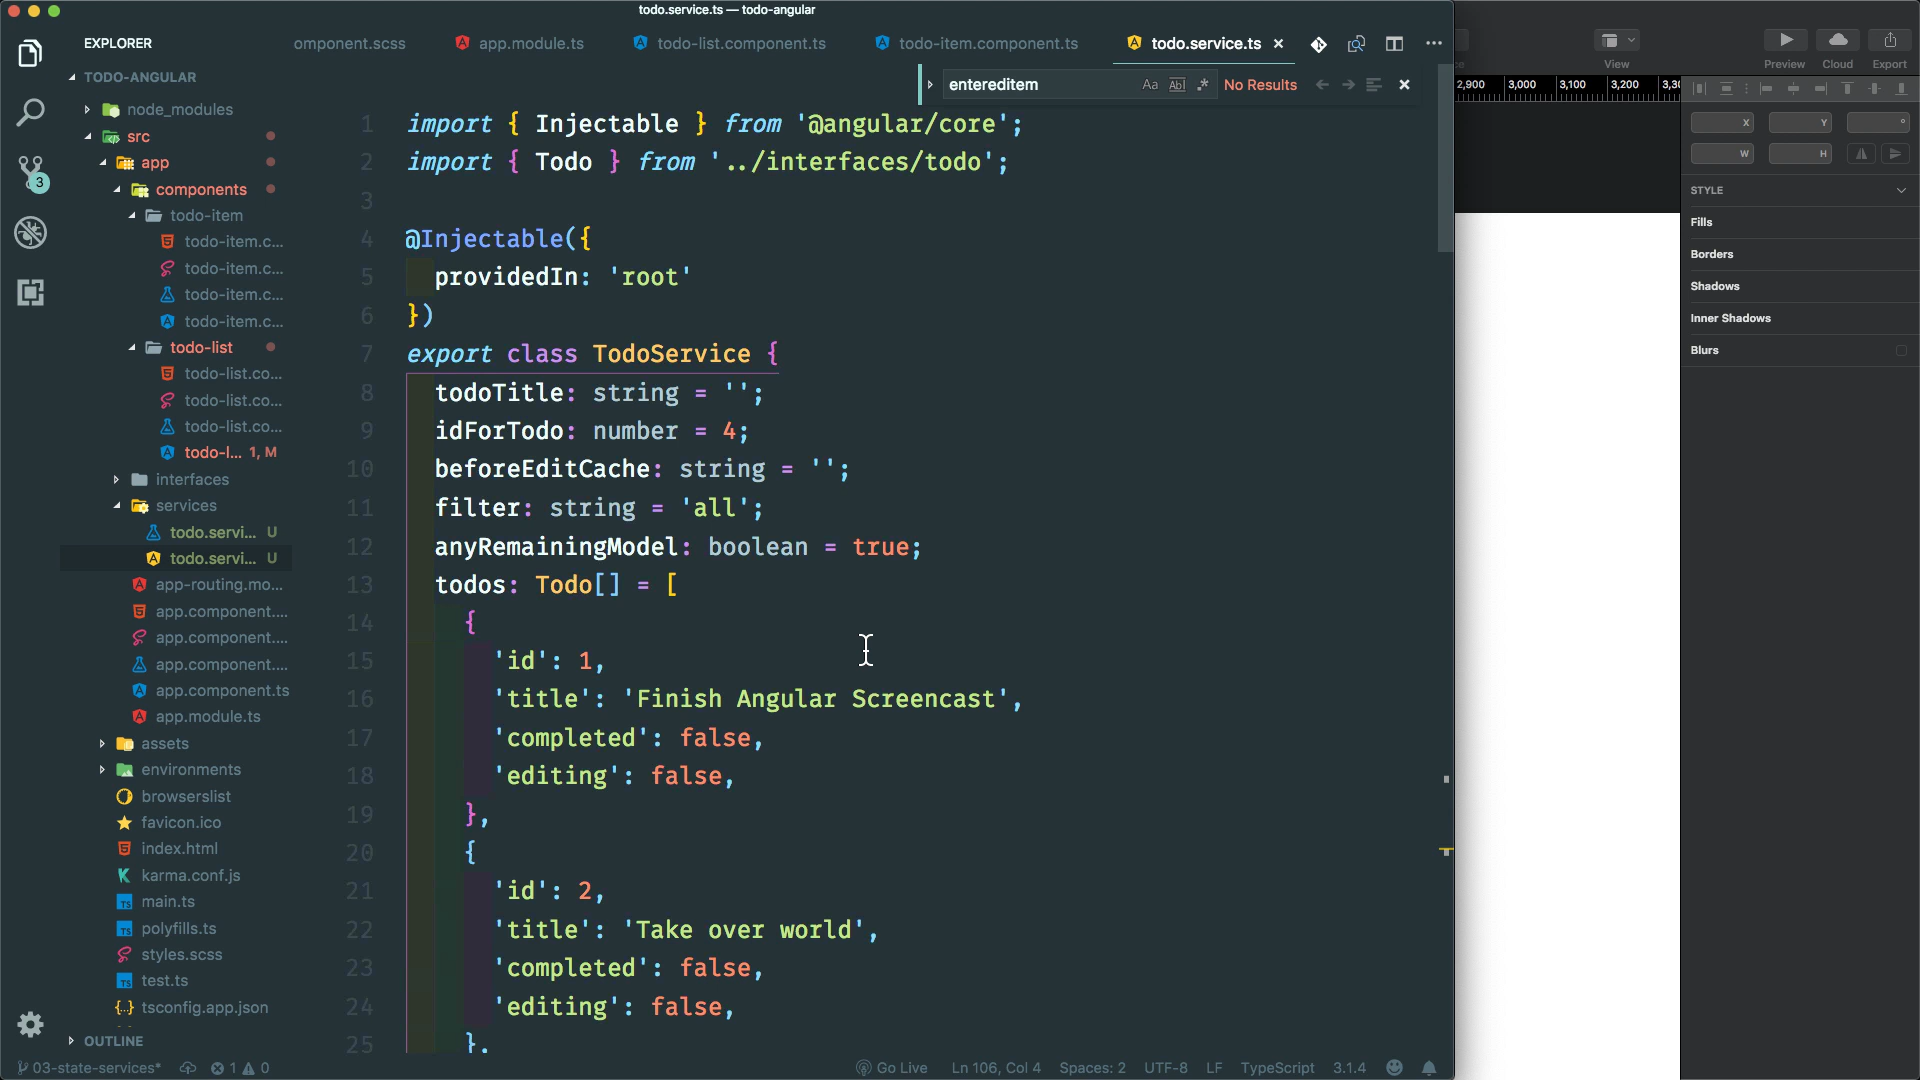 todo.service.ts — todo-angular
EXPLORER
omponent.scss
app.module.ts
todo-list.component.ts
todo-item.component.ts
todo.service.ts
TODO-ANGULAR
node_modules
src
app
components
todo-item
todo-item.c...
todo-item.c...
todo-item.c...
todo-item.c...
todo-list
todo-list.co...
todo-list.co...
todo-list.co...
todo-l... 1, M
interfaces
services
todo.servi... U
todo.servi... U
app-routing.mo...
app.component....
app.component....
app.component....
app.component.ts
app.module.ts
assets
environments
browserslist
favicon.ico
index.html
karma.conf.js
main.ts
polyfills.ts
styles.scss
test.ts
tsconfig.app.json
OUTLINE
entereditem Aa Abl .* No Results
1 import { Injectable } from '@angular/core';
2 import { Todo } from '../interfaces/todo';
3
4 @Injectable({
5 providedIn: 'root'
6 })
7 export class TodoService {
8 todoTitle: string = '';
9 idForTodo: number = 4;
10 beforeEditCache: string = '';
11 filter: string = 'all';
12 anyRemainingModel: boolean = true;
13 todos: Todo[] = [
14 {
15 'id': 1,
16 'title': 'Finish Angular Screencast',
17 'completed': false,
18 'editing': false,
19 },
20 {
21 'id': 2,
22 'title': 'Take over world',
23 'completed': false,
24 'editing': false,
25 },
03-state-services* 1 0 Go Live Ln 106, Col 4 Spaces: 2 UTF-8 LF TypeScript 3.1.4
3
View Preview Cloud Export
2,900 3,000 3,100 3,200
X Y °
W H
STYLE
Fills
Borders
Shadows
Inner Shadows
Blurs